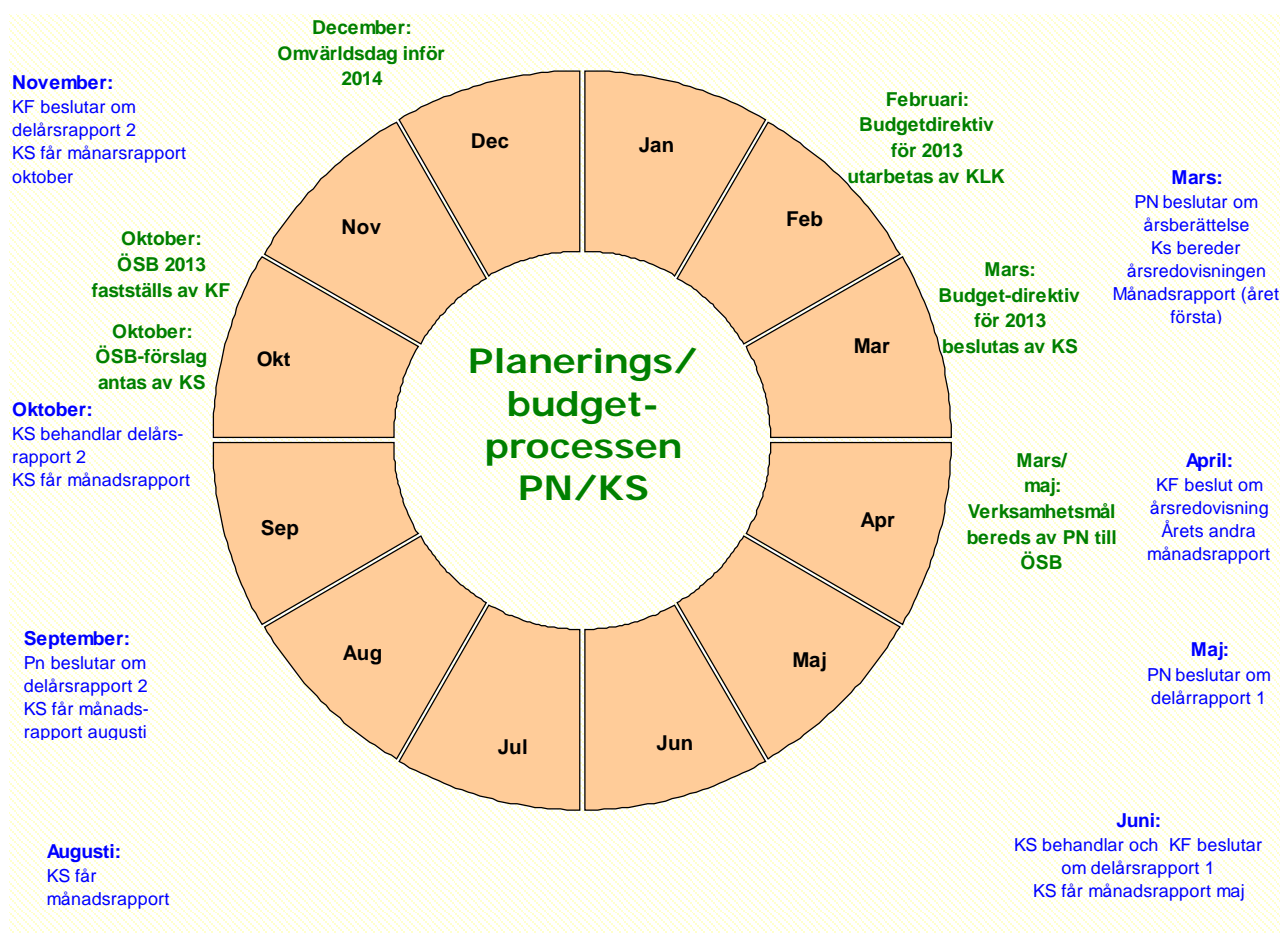 December:
Omvärldsdag inför
2014
November:
KF beslutar om
delårsrapport 2
KS får månarsrapport
oktober
Februari:
Budgetdirektiv
för 2013
utarbetas av KLK
Mars:
PN beslutar om
årsberättelse
Ks bereder
årsredovisningen
Månadsrapport (året
första)
Oktober:
ÖSB 2013
fastställs av KF
Mars:
Budget-direktiv
för 2013
beslutas av KS
Oktober:
ÖSB-förslag
antas av KS
Oktober:
KS behandlar delårs-
rapport 2
KS får månadsrapport
Mars/
maj:
Verksamhetsmål
bereds av PN till
ÖSB
April:
KF beslut om
årsredovisning
Årets andra
månadsrapport
September:
Pn beslutar om
delårsrapport 2
KS får månads-
rapport augusti
Maj:
PN beslutar om
delårrapport 1
Augusti:
KS får
månadsrapport
Juni:
KS behandlar och KF beslutar
om delårsrapport 1
KS får månadsrapport maj
Jan
Feb
Mar
Apr
Maj
Jun
Jul
Aug
Sep
Okt
Nov
Dec
Planerings/
budget-
processen
PN/KS